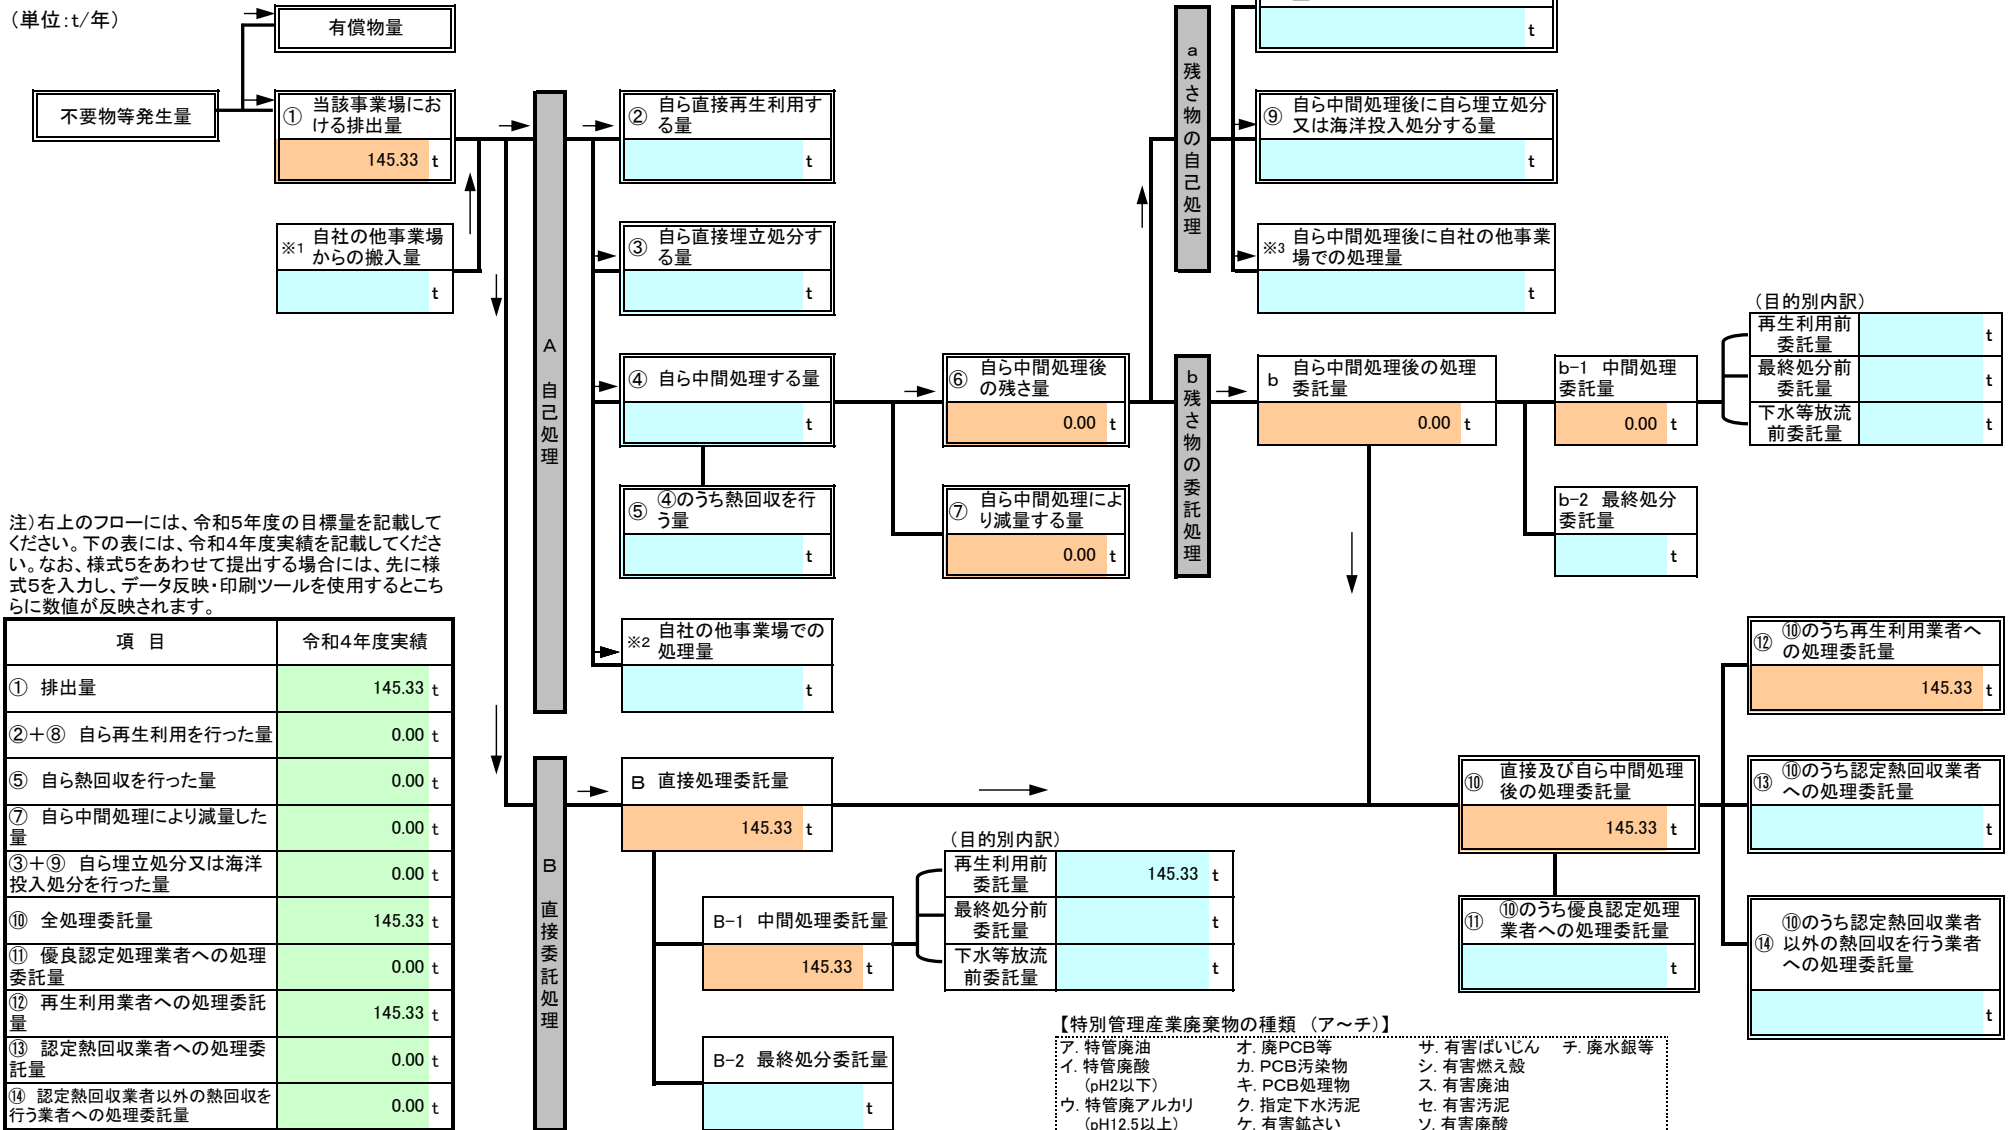 （単位：t/年）
有償物量
不要物等発生量
① 当該事業場にお
ける排出量
145.33 t
※1 自社の他事業場
からの搬入量
t
A 自己処理
② 自ら直接再生利用す
る量
t
③ 自ら直接埋立処分す
る量
t
④ 自ら中間処理する量
t
⑤ ④のうち熱回収を行
う量
t
※2 自社の他事業場での
処理量
t
⑥ 自ら中間処理後
の残さ量
0.00 t
⑦ 自ら中間処理によ
り減量する量
0.00 t
a 残さ物の自己処理
t
⑨ 自ら中間処理後に自ら埋立処分
又は海洋投入処分する量
t
※3 自ら中間処理後に自社の他事業
場での処理量
t
b 残さ物の委託処理
b 自ら中間処理後の処理
委託量
0.00 t
b-1 中間処理
委託量
0.00 t
b-2 最終処分
委託量
t
（目的別内訳）
再生利用前
委託量
t
最終処分前
委託量
t
下水等放流
前委託量
t
注）右上のフローには、令和5年度の目標量を記載して
ください。下の表には、令和4年度実績を記載してくださ
い。なお、様式5をあわせて提出する場合には、先に様
式5を入力し、データ反映・印刷ツールを使用するとこち
らに数値が反映されます。
項 目 令和4年度実績
① 排出量 145.33 t
②＋⑧ 自ら再生利用を行った量 0.00 t
⑤ 自ら熱回収を行った量 0.00 t
⑦ 自ら中間処理により減量した
量 0.00 t
③＋⑨ 自ら埋立処分又は海洋
投入処分を行った量 0.00 t
⑩ 全処理委託量 145.33 t
⑪ 優良認定処理業者への処理
委託量 0.00 t
⑫ 再生利用業者への処理委託
量 145.33 t
⑬ 認定熱回収業者への処理委
託量 0.00 t
⑭ 認定熱回収業者以外の熱回収を
行う業者への処理委託量 0.00 t
B 直接委託処理
B 直接処理委託量
145.33 t
B-1 中間処理委託量
145.33 t
B-2 最終処分委託量
t
（目的別内訳）
再生利用前
委託量
145.33 t
最終処分前
委託量
t
下水等放流
前委託量
t
⑩ 直接及び自ら中間処理
後の処理委託量
145.33 t
⑪ ⑩のうち優良認定処理
業者への処理委託量
t
⑫ ⑩のうち再生利用業者へ
の処理委託量
145.33 t
⑬ ⑩のうち認定熱回収業者
への処理委託量
t
⑭ ⑩のうち認定熱回収業者
以外の熱回収を行う業者
への処理委託量
t
【特別管理産業廃棄物の種類 （ア～チ）】
ア. 特管廃油 オ. 廃PCB等 サ. 有害ばいじん チ. 廃水銀等
イ. 特管廃酸 カ. PCB汚染物 シ. 有害燃え殻
（pH2以下） キ. PCB処理物 ス. 有害廃油
ウ. 特管廃アルカリ ク. 指定下水汚泥 セ. 有害汚泥
（pH12.5以上） ケ. 有害鉱さい ソ. 有害廃酸